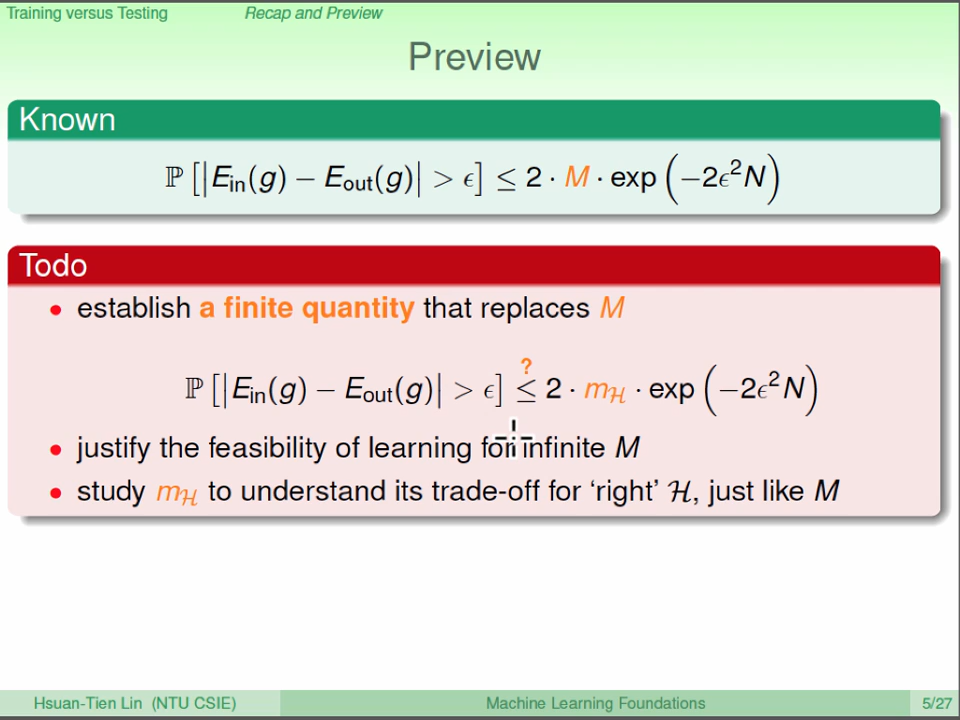 Training versus Testing Recap and Preview
Preview
Known
ℙ [|E_in(g) − E_out(g)| > ϵ] ≤ 2 · M · exp (−2ϵ²N)
Todo
• establish a finite quantity that replaces M
?
ℙ [|E_in(g) − E_out(g)| > ϵ] ≤ 2 · m_ℋ · exp (−2ϵ²N)
• justify the feasibility of learning for infinite M
• study m_ℋ to understand its trade-off for ‘right’ ℋ, just like M
Hsuan-Tien Lin (NTU CSIE) Machine Learning Foundations 5/27